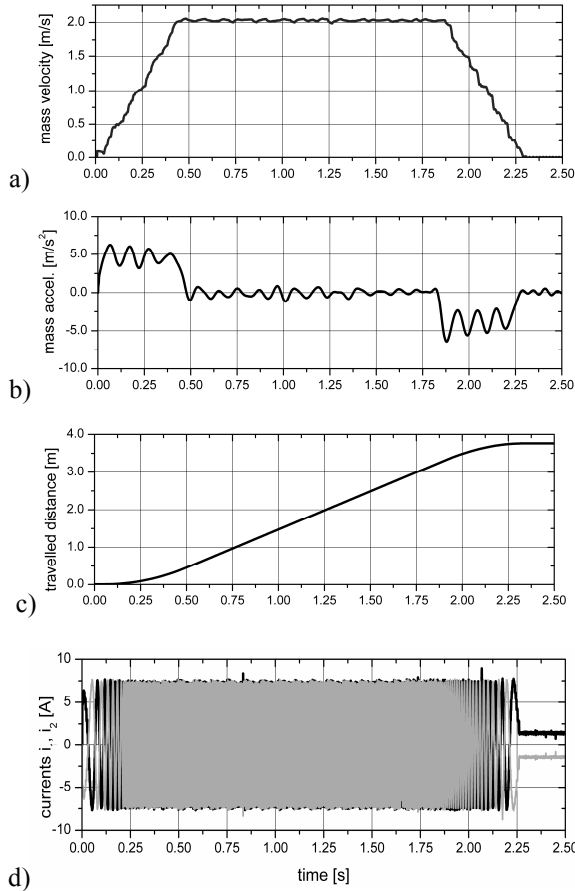 mass velocity [m/s]
2.0
1.5
1.0
0.5
0.0
0.00 0.25 0.50 0.75 1.00 1.25 1.50 1.75 2.00 2.25 2.50
a)
mass accel. [m/s²]
10.0
5.0
0.0
-5.0
-10.0
0.00 0.25 0.50 0.75 1.00 1.25 1.50 1.75 2.00 2.25 2.50
b)
travelled distance [m]
4.0
3.0
2.0
1.0
0.0
0.00 0.25 0.50 0.75 1.00 1.25 1.50 1.75 2.00 2.25 2.50
c)
currents i₁, i₂ [A]
10
5
0
-5
-10
0.00 0.25 0.50 0.75 1.00 1.25 1.50 1.75 2.00 2.25 2.50
time [s]
d)